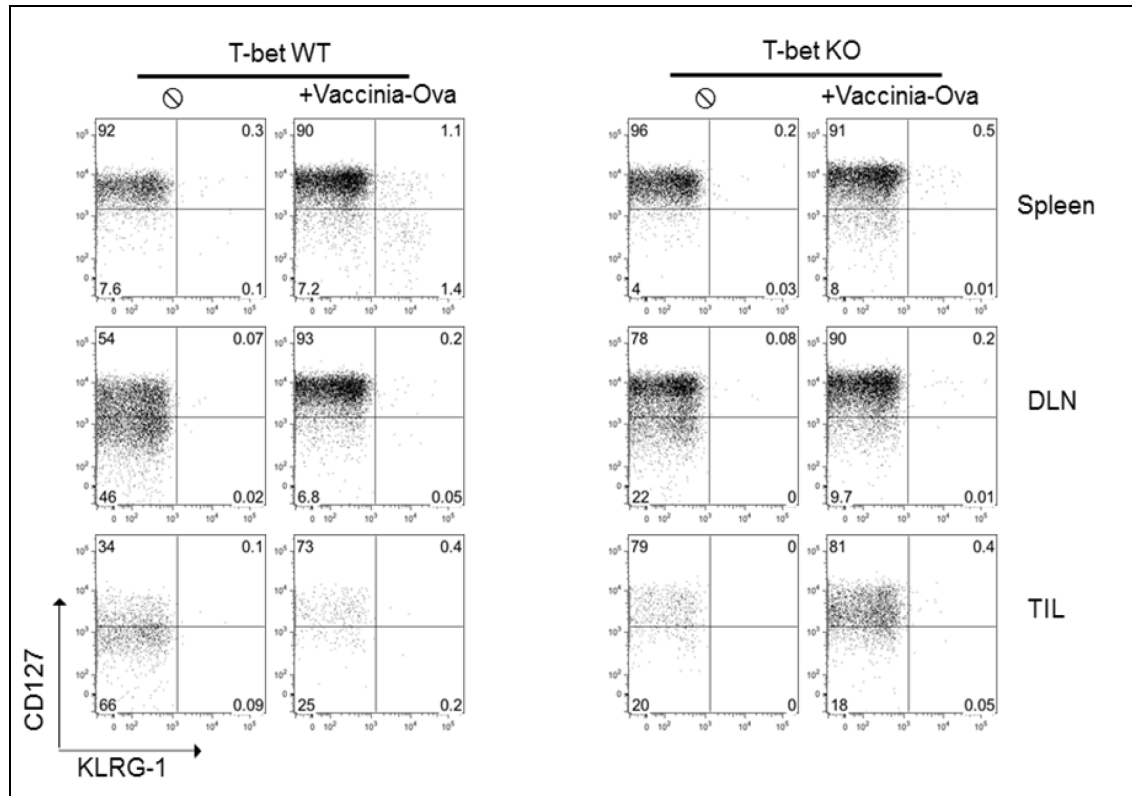 T-bet WT
T-bet KO
+Vaccinia-Ova
+Vaccinia-Ova
92 0.3
90 1.1
96 0.2
91 0.5
Spleen
7.6 0.1
7.2 1.4
4 0.03
8 0.01
54 0.07
93 0.2
78 0.08
90 0.2
DLN
46 0.02
6.8 0.05
22 0
9.7 0.01
34 0.1
73 0.4
79 0
81 0.4
TIL
66 0.09
25 0.2
20 0
18 0.05
CD127
KLRG-1